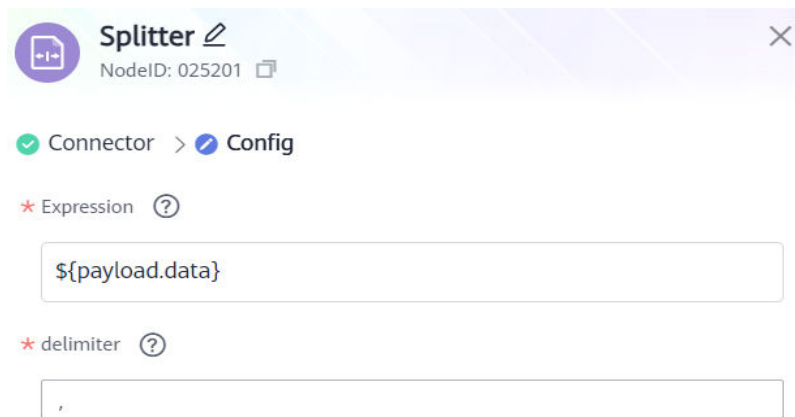 Splitter
NodeID: 025201
Connector > Config
* Expression ?
${payload.data}
* delimiter ?
,